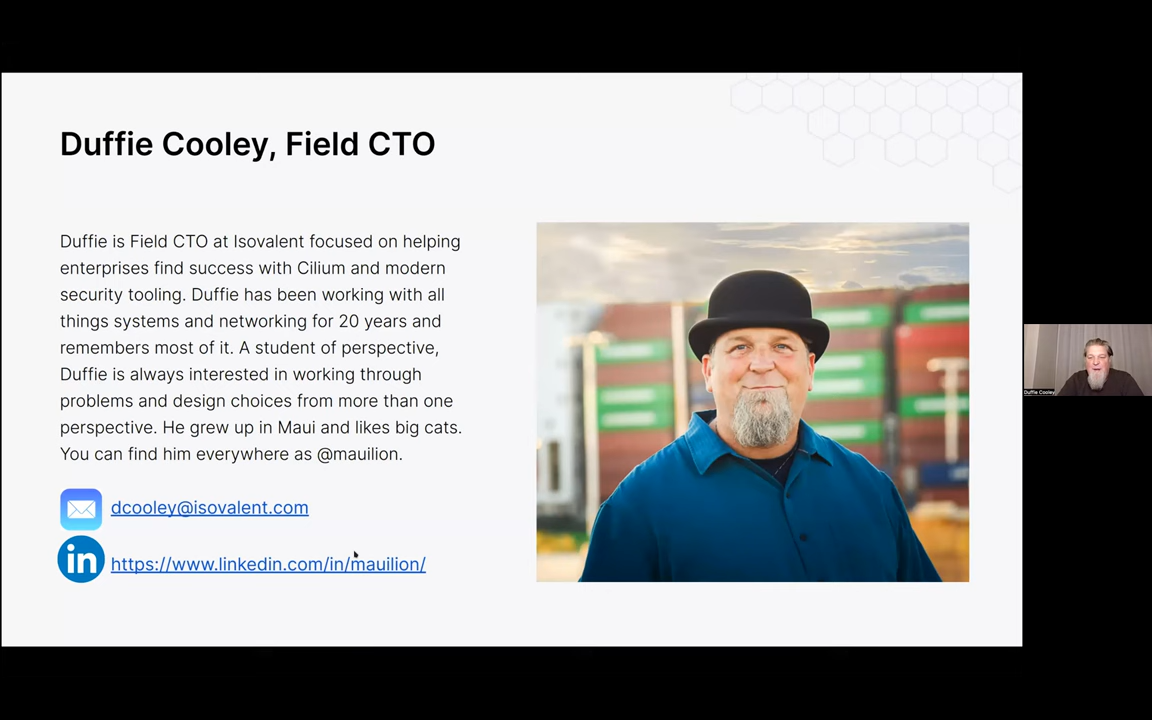 Duffie Cooley, Field CTO
Duffie is Field CTO at Isovalent focused on helping
enterprises find success with Cilium and modern
security tooling. Duffie has been working with all
things systems and networking for 20 years and
remembers most of it. A student of perspective,
Duffie is always interested in working through
problems and design choices from more than one
perspective. He grew up in Maui and likes big cats.
You can find him everywhere as @mauilion.
dcooley@isovalent.com
in
https://www.linkedin.com/in/mauilion/
Duffie Cooley